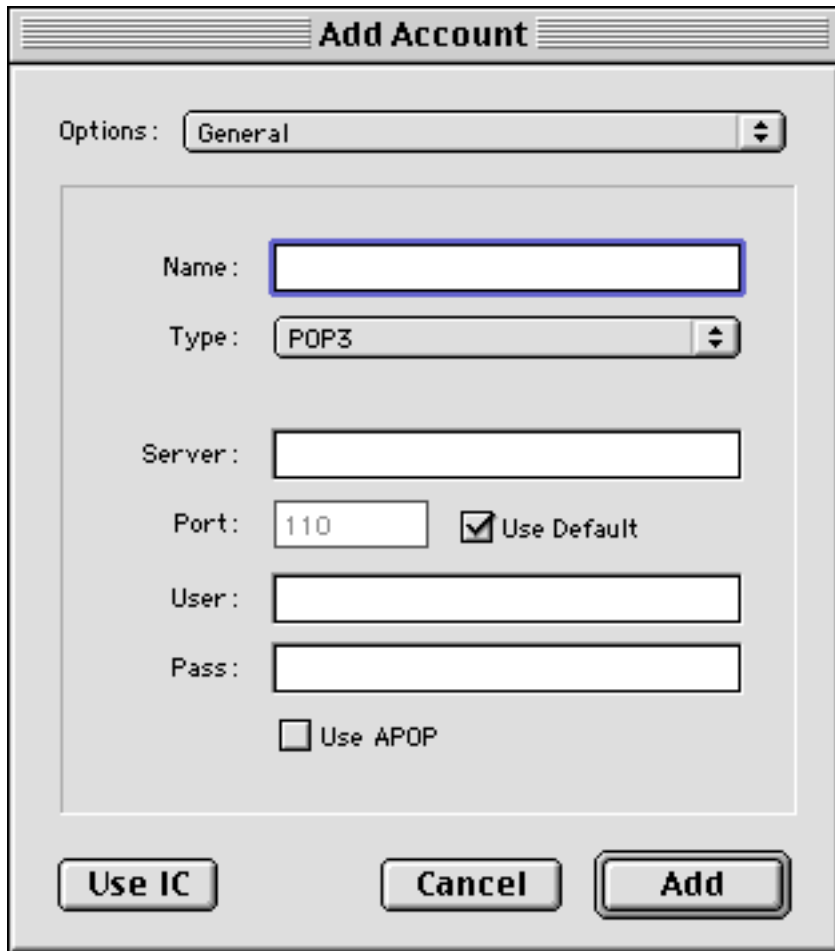 Add Account
Options: General
Name:
Type: POP3
Server:
Port: 110 Use Default
User:
Pass:
Use APOP
Use IC Cancel Add